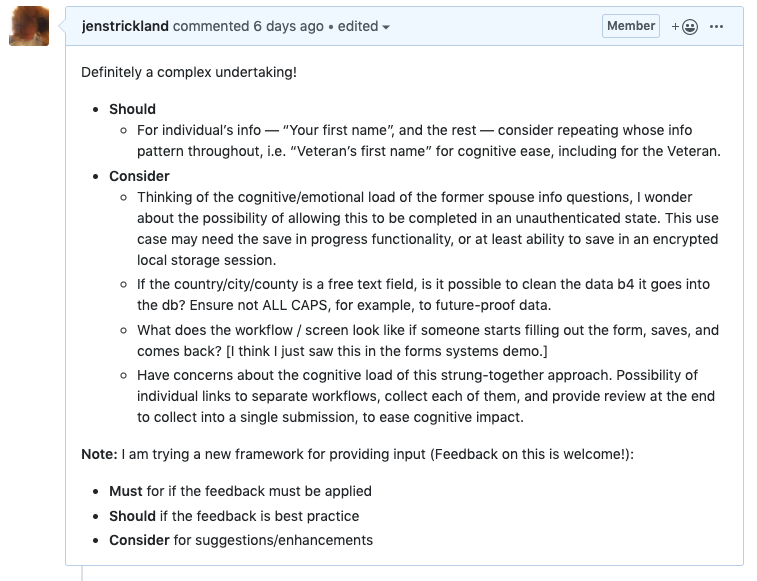 jenstrickland commented 6 days ago • edited
Member
Definitely a complex undertaking!
• Should
◦ For individual's info — “Your first name”, and the rest — consider repeating whose info
pattern throughout, i.e. “Veteran's first name” for cognitive ease, including for the Veteran.
• Consider
◦ Thinking of the cognitive/emotional load of the former spouse info questions, I wonder
about the possibility of allowing this to be completed in an unauthenticated state. This use
case may need the save in progress functionality, or at least ability to save in an encrypted
local storage session.
◦ If the country/city/county is a free text field, is it possible to clean the data b4 it goes into
the db? Ensure not ALL CAPS, for example, to future-proof data.
◦ What does the workflow / screen look like if someone starts filling out the form, saves, and
comes back? [I think I just saw this in the forms systems demo.]
◦ Have concerns about the cognitive load of this strung-together approach. Possibility of
individual links to separate workflows, collect each of them, and provide review at the end
to collect into a single submission, to ease cognitive impact.
Note: I am trying a new framework for providing input (Feedback on this is welcome!):
• Must for if the feedback must be applied
• Should if the feedback is best practice
• Consider for suggestions/enhancements